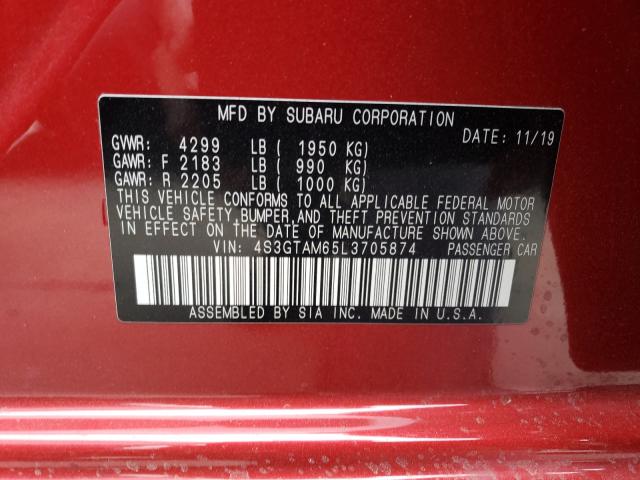 MFD BY SUBARU CORPORATION
DATE: 11/19
GVWR: 4299 LB ( 1950 KG)
GAWR: F 2183 LB ( 990 KG)
GAWR: R 2205 LB ( 1000 KG)
THIS VEHICLE CONFORMS TO ALL APPLICABLE FEDERAL MOTOR
VEHICLE SAFETY, BUMPER, AND THEFT PREVENTION STANDARDS
IN EFFECT ON THE DATE OF MANUFACTURE SHOWN ABOVE.
VIN: 4S3GTAM65L3705874 PASSENGER CAR
ASSEMBLED BY SIA INC. MADE IN U.S.A.